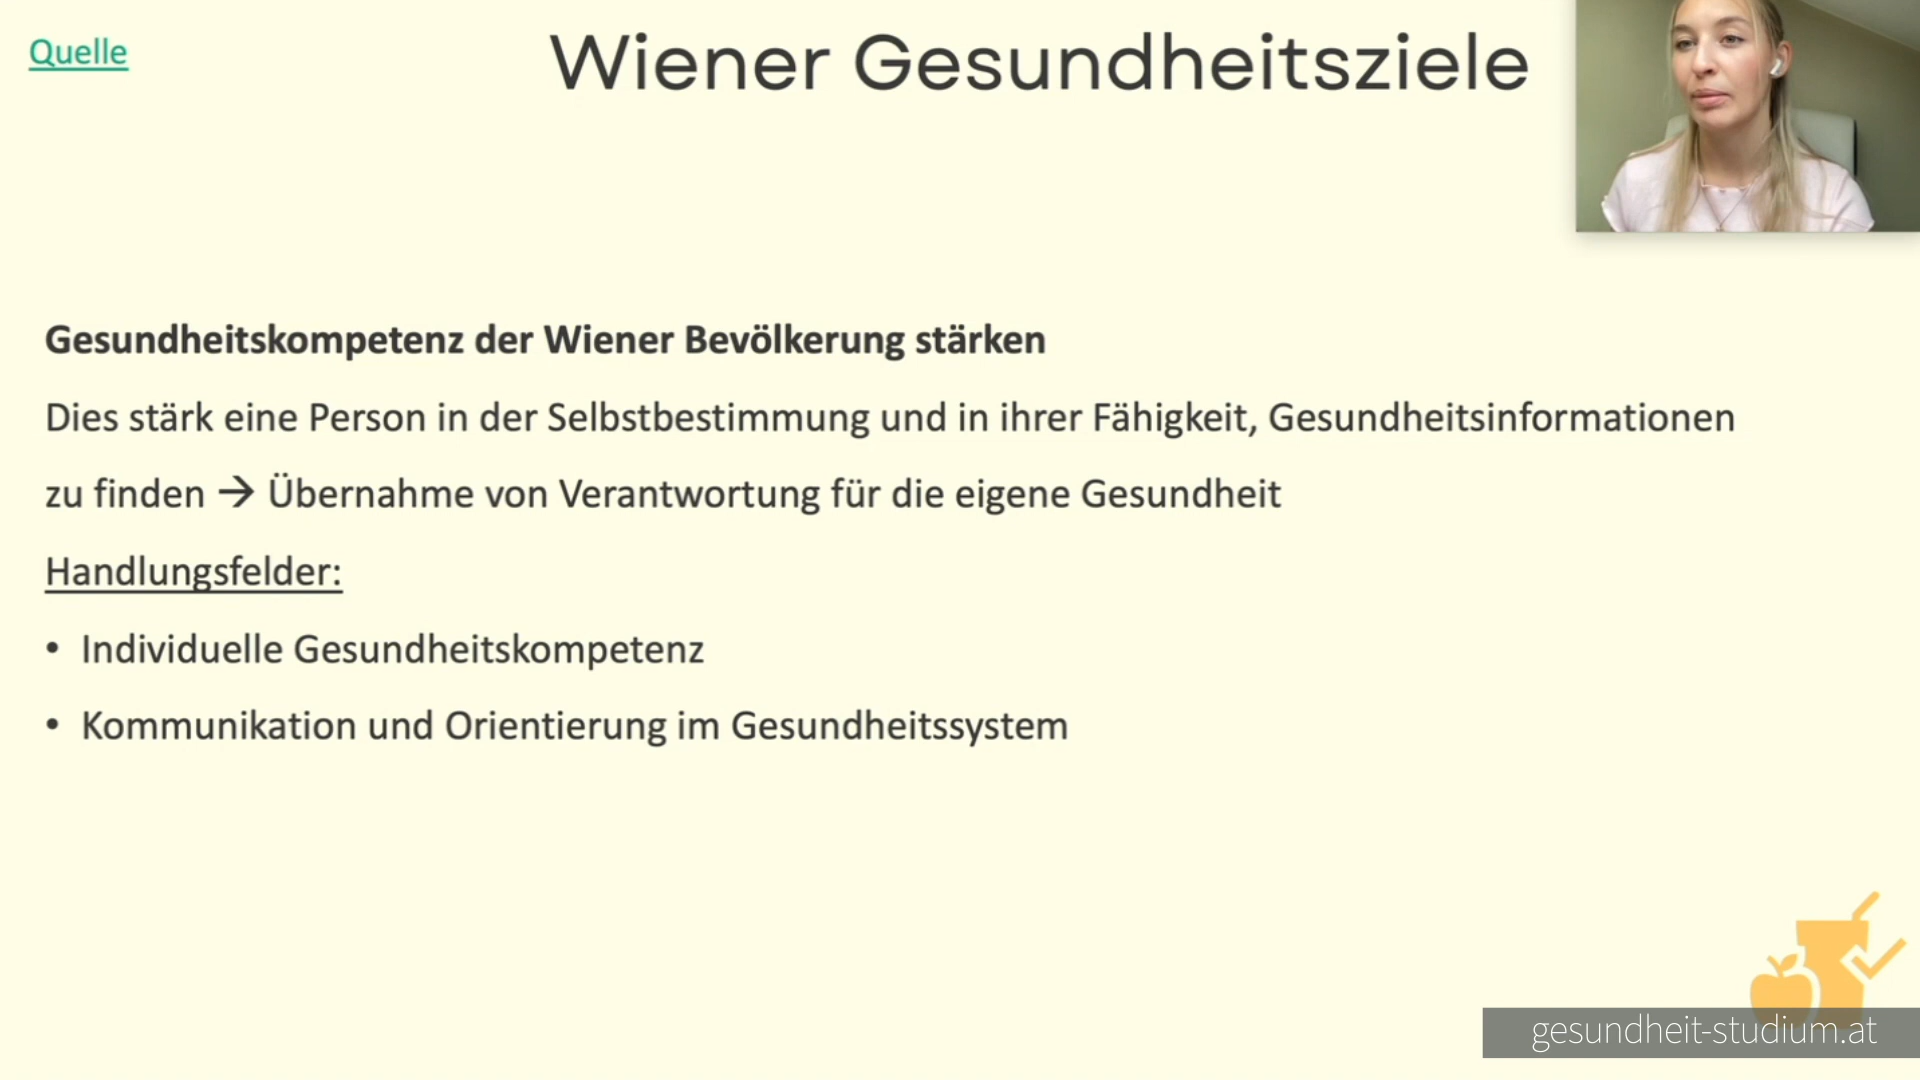 Quelle
Wiener Gesundheitsziele
Gesundheitskompetenz der Wiener Bevölkerung stärken
Dies stärk eine Person in der Selbstbestimmung und in ihrer Fähigkeit, Gesundheitsinformationen
zu finden → Übernahme von Verantwortung für die eigene Gesundheit
Handlungsfelder:
• Individuelle Gesundheitskompetenz
• Kommunikation und Orientierung im Gesundheitssystem
gesundheit-studium.at